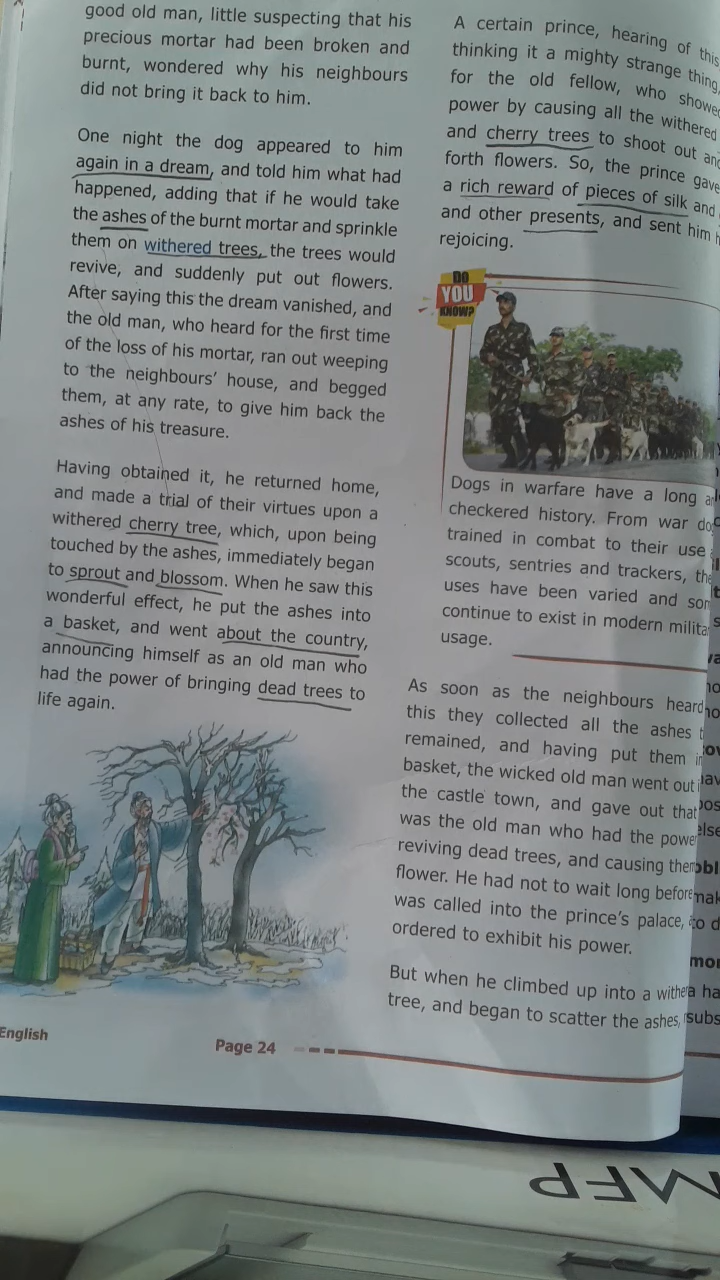 good old man, little suspecting that his
precious mortar had been broken and
burnt, wondered why his neighbours
did not bring it back to him.
One night the dog appeared to him
again in a dream, and told him what had
happened, adding that if he would take
the ashes of the burnt mortar and sprinkle
them on withered trees, the trees would
revive, and suddenly put out flowers.
After saying this the dream vanished, and
the old man, who heard for the first time
of the loss of his mortar, ran out weeping
to the neighbours' house, and begged
them, at any rate, to give him back the
ashes of his treasure.
Having obtained it, he returned home,
and made a trial of their virtues upon a
withered cherry tree, which, upon being
touched by the ashes, immediately began
to sprout and blossom. When he saw this
wonderful effect, he put the ashes into
a basket, and went about the country,
announcing himself as an old man who
had the power of bringing dead trees to
life again.
A certain prince, hearing of this
thinking it a mighty strange thing,
for the old fellow, who
power by causing all the withered
and cherry trees to shoot out
forth flowers. So, the prince gave
a rich reward of pieces of silk and
and other presents, and sent him
rejoicing.
DO
YOU
KNOW?
Dogs in warfare have a long
checkered history. From war
trained in combat to their use
scouts, sentries and trackers,
uses have been varied and
continue to exist in modern
usage.
As soon as the neighbours heard
this they collected all the ashes
remained, and having put them
basket, the wicked old man went out
the castle town, and gave out that
was the old man who had the
reviving dead trees, and causing
flower. He had not to wait long before
was called into the prince's palace,
ordered to exhibit his power.
But when he climbed up into a
tree, and began to scatter the ashes,
English
Page 24
MFP